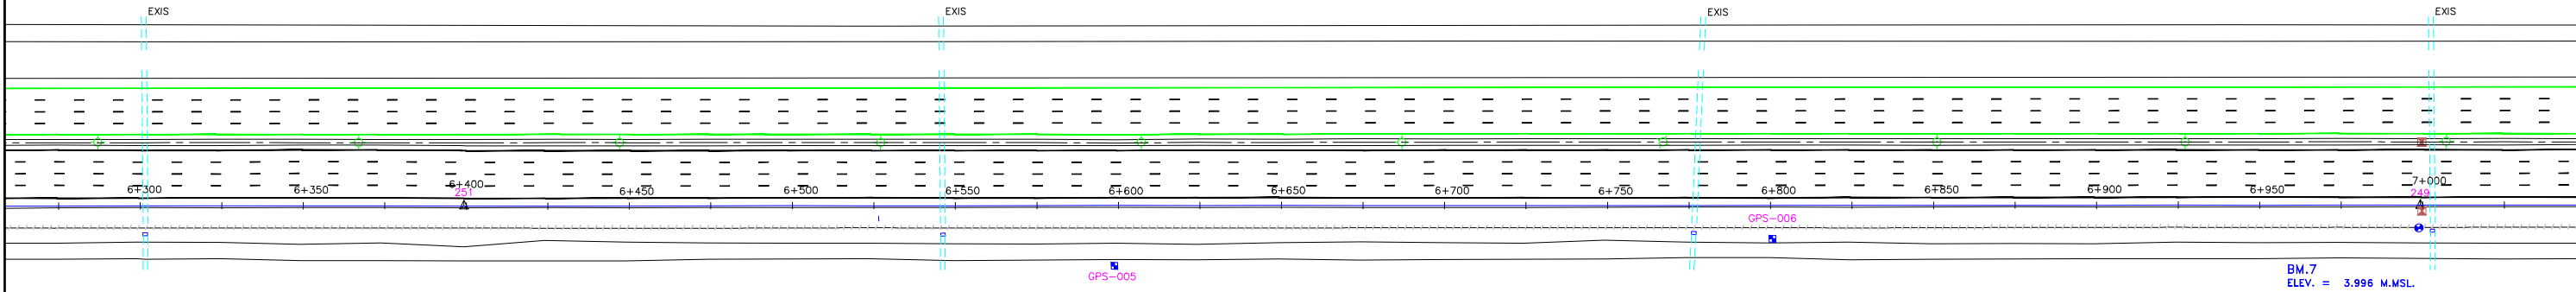 EXIS EXIS EXIS EXIS
6+300 6+350 6+400 6+450 6+500 6+550 6+600 6+650 6+700 6+750 6+800 6+850 6+900 6+950 7+000
251 249
GPS-006
GPS-005
BM.7
ELEV. = 3.996 M.MSL.